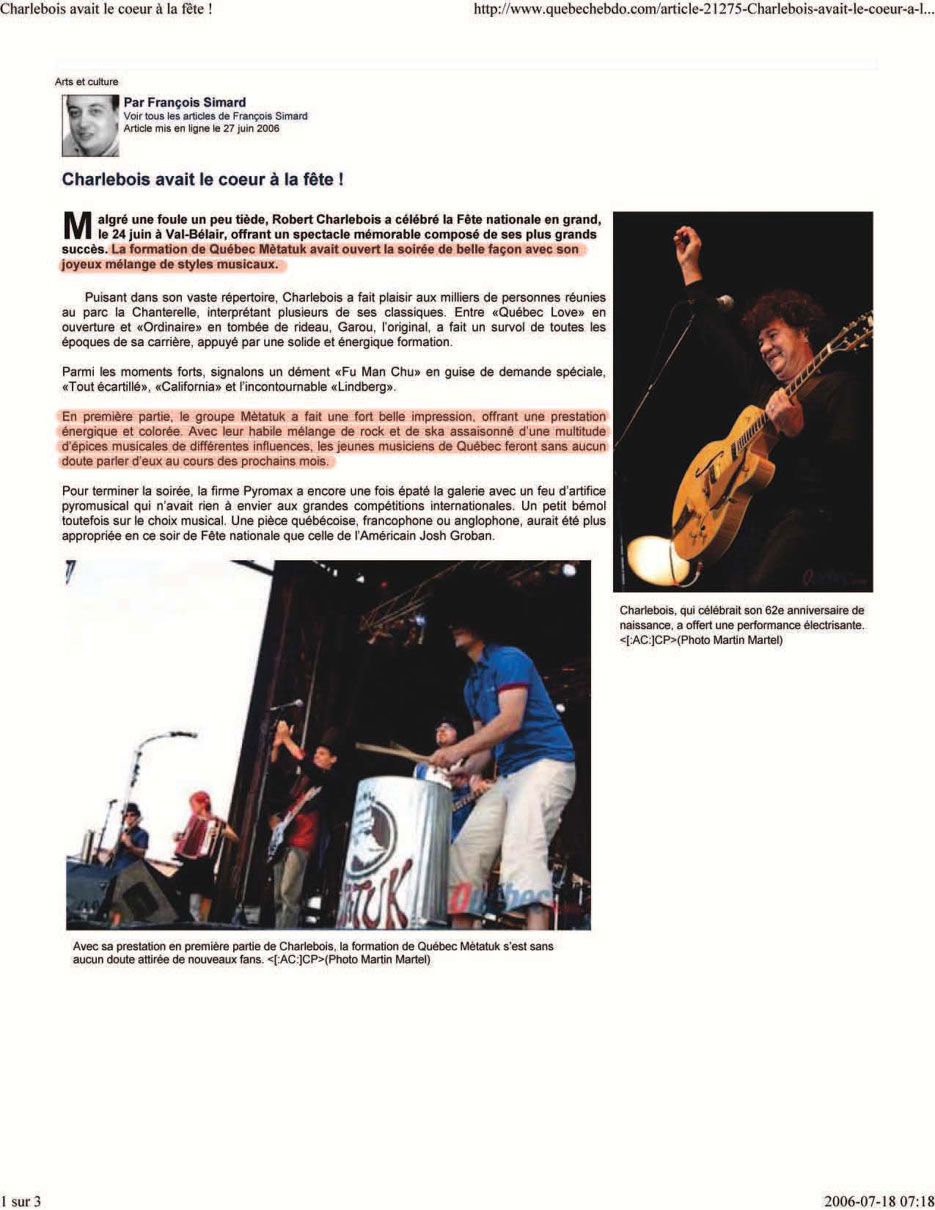 Charlebois avait le coeur à la fête !
http://www.quebechebdo.com/article-21275-Charlebois-avait-le-coeur-a-l...
Arts et culture
Par François Simard
Voir tous les articles de François Simard
Article mis en ligne le 27 juin 2006
Charlebois avait le coeur à la fête !
Malgré une foule un peu tiède, Robert Charlebois a célébré la Fête nationale en grand,
le 24 juin à Val-Bélair, offrant un spectacle mémorable composé de ses plus grands
succès. La formation de Québec Mètatuk avait ouvert la soirée de belle façon avec son
joyeux mélange de styles musicaux.
Puisant dans son vaste répertoire, Charlebois a fait plaisir aux milliers de personnes réunies
au parc la Chanterelle, interprétant plusieurs de ses classiques. Entre «Québec Love» en
ouverture et «Ordinaire» en tombée de rideau, Garou, l'original, a fait un survol de toutes les
époques de sa carrière, appuyé par une solide et énergique formation.
Parmi les moments forts, signalons un dément «Fu Man Chu» en guise de demande spéciale,
«Tout écartillé», «California» et l'incontournable «Lindberg».
En première partie, le groupe Mètatuk a fait une fort belle impression, offrant une prestation
énergique et colorée. Avec leur habile mélange de rock et de ska assaisonné d'une multitude
d'épices musicales de différentes influences, les jeunes musiciens de Québec feront sans aucun
doute parler d'eux au cours des prochains mois.
Pour terminer la soirée, la firme Pyromax a encore une fois épaté la galerie avec un feu d'artifice
pyromusical qui n'avait rien à envier aux grandes compétitions internationales. Un petit bémol
toutefois sur le choix musical. Une pièce québécoise, francophone ou anglophone, aurait été plus
appropriée en ce soir de Fête nationale que celle de l'Américain Josh Groban.
Québec
Charlebois, qui célébrait son 62e anniversaire de
naissance, a offert une performance électrisante.
<[:AC:]CP>(Photo Martin Martel)
TATUK
Québec
Avec sa prestation en première partie de Charlebois, la formation de Québec Mètatuk s'est sans
aucun doute attirée de nouveaux fans. <[:AC:]CP>(Photo Martin Martel)
1 sur 3
2006-07-18 07:18